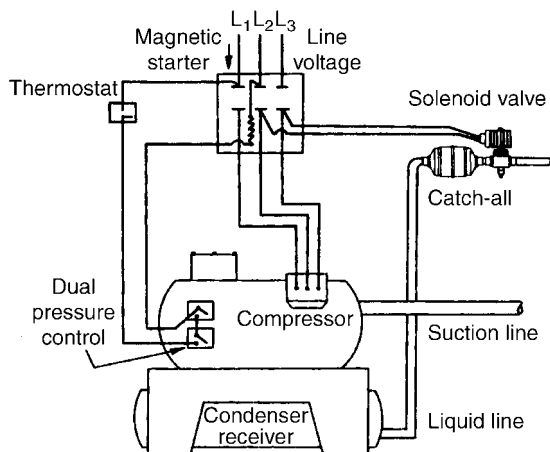 L₁ L₂ L₃
Magnetic
starter
Line
voltage
Thermostat
Solenoid valve
Catch-all
Dual
pressure
control
Compressor
Suction line
Condenser
receiver
Liquid line